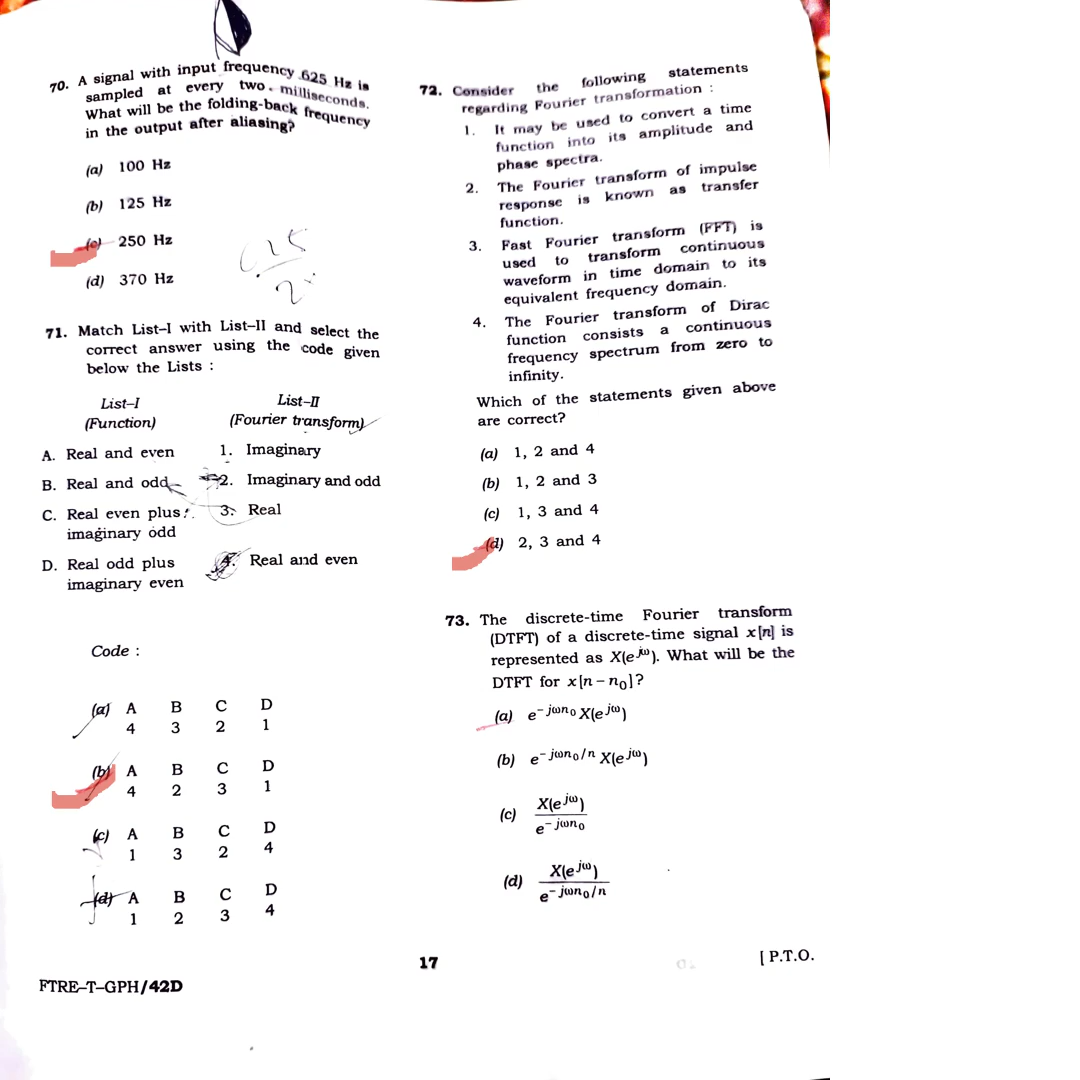 70. A signal with input frequency 625 Hz is
sampled at every two milliseconds.
What will be the folding-back frequency
in the output after aliasing?
(a) 100 Hz
(b) 125 Hz
(c) 250 Hz
(d) 370 Hz
71. Match List–I with List–II and select the
correct answer using the code given
below the Lists :
List–I List–II
(Function) (Fourier transform)
A. Real and even 1. Imaginary
B. Real and odd 2. Imaginary and odd
C. Real even plus 3. Real
imaginary odd
D. Real odd plus 4. Real and even
imaginary even
Code :
(a) A B C D
4 3 2 1
(b) A B C D
4 2 3 1
(c) A B C D
1 3 2 4
(d) A B C D
1 2 3 4
FTRE–T–GPH/42D
72. Consider the following statements
regarding Fourier transformation :
1. It may be used to convert a time
function into its amplitude and
phase spectra.
2. The Fourier transform of impulse
response is known as transfer
function.
3. Fast Fourier transform (FFT) is
used to transform continuous
waveform in time domain to its
equivalent frequency domain.
4. The Fourier transform of Dirac
function consists a continuous
frequency spectrum from zero to
infinity.
Which of the statements given above
are correct?
(a) 1, 2 and 4
(b) 1, 2 and 3
(c) 1, 3 and 4
(d) 2, 3 and 4
73. The discrete-time Fourier transform
(DTFT) of a discrete-time signal x[n] is
represented as X(e^{jω}). What will be the
DTFT for x[n − n₀]?
(a) e^{−jωn₀} X(e^{jω})
(b) e^{−jωn₀/n} X(e^{jω})
(c) X(e^{jω})
e^{−jωn₀}
(d) X(e^{jω})
e^{−jωn₀/n}
17
[ P.T.O.